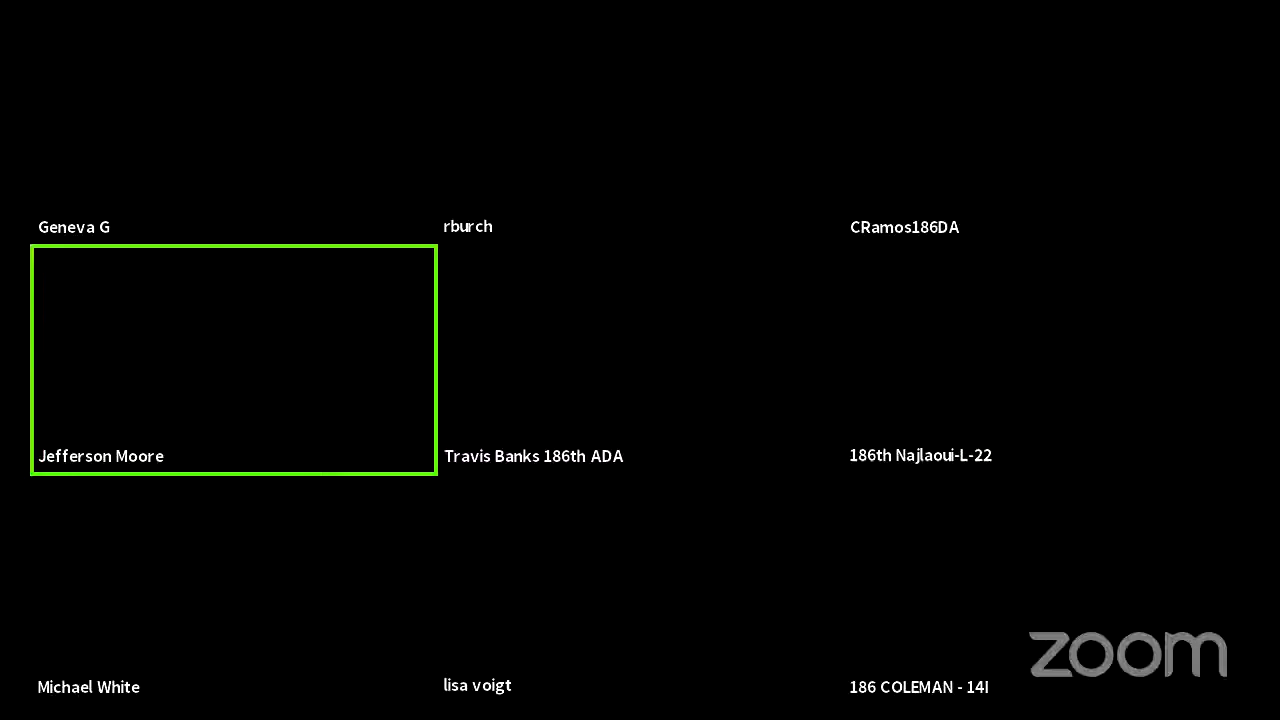 Geneva G
rburch
CRamos186DA
Jefferson Moore
Travis Banks 186th ADA
186th Najlaoui-L-22
Michael White
lisa voigt
186 COLEMAN - 14I
zoom